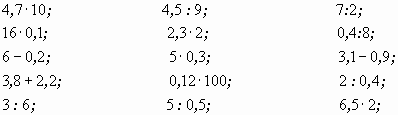 4,7·10; 4,5 : 9; 7:2;
16·0,1; 2,3·2; 0,4:8;
6 – 0,2; 5·0,3; 3,1– 0,9;
3,8 + 2,2; 0,12·100; 2 : 0,4;
3 : 6; 5 : 0,5; 6,5·2;